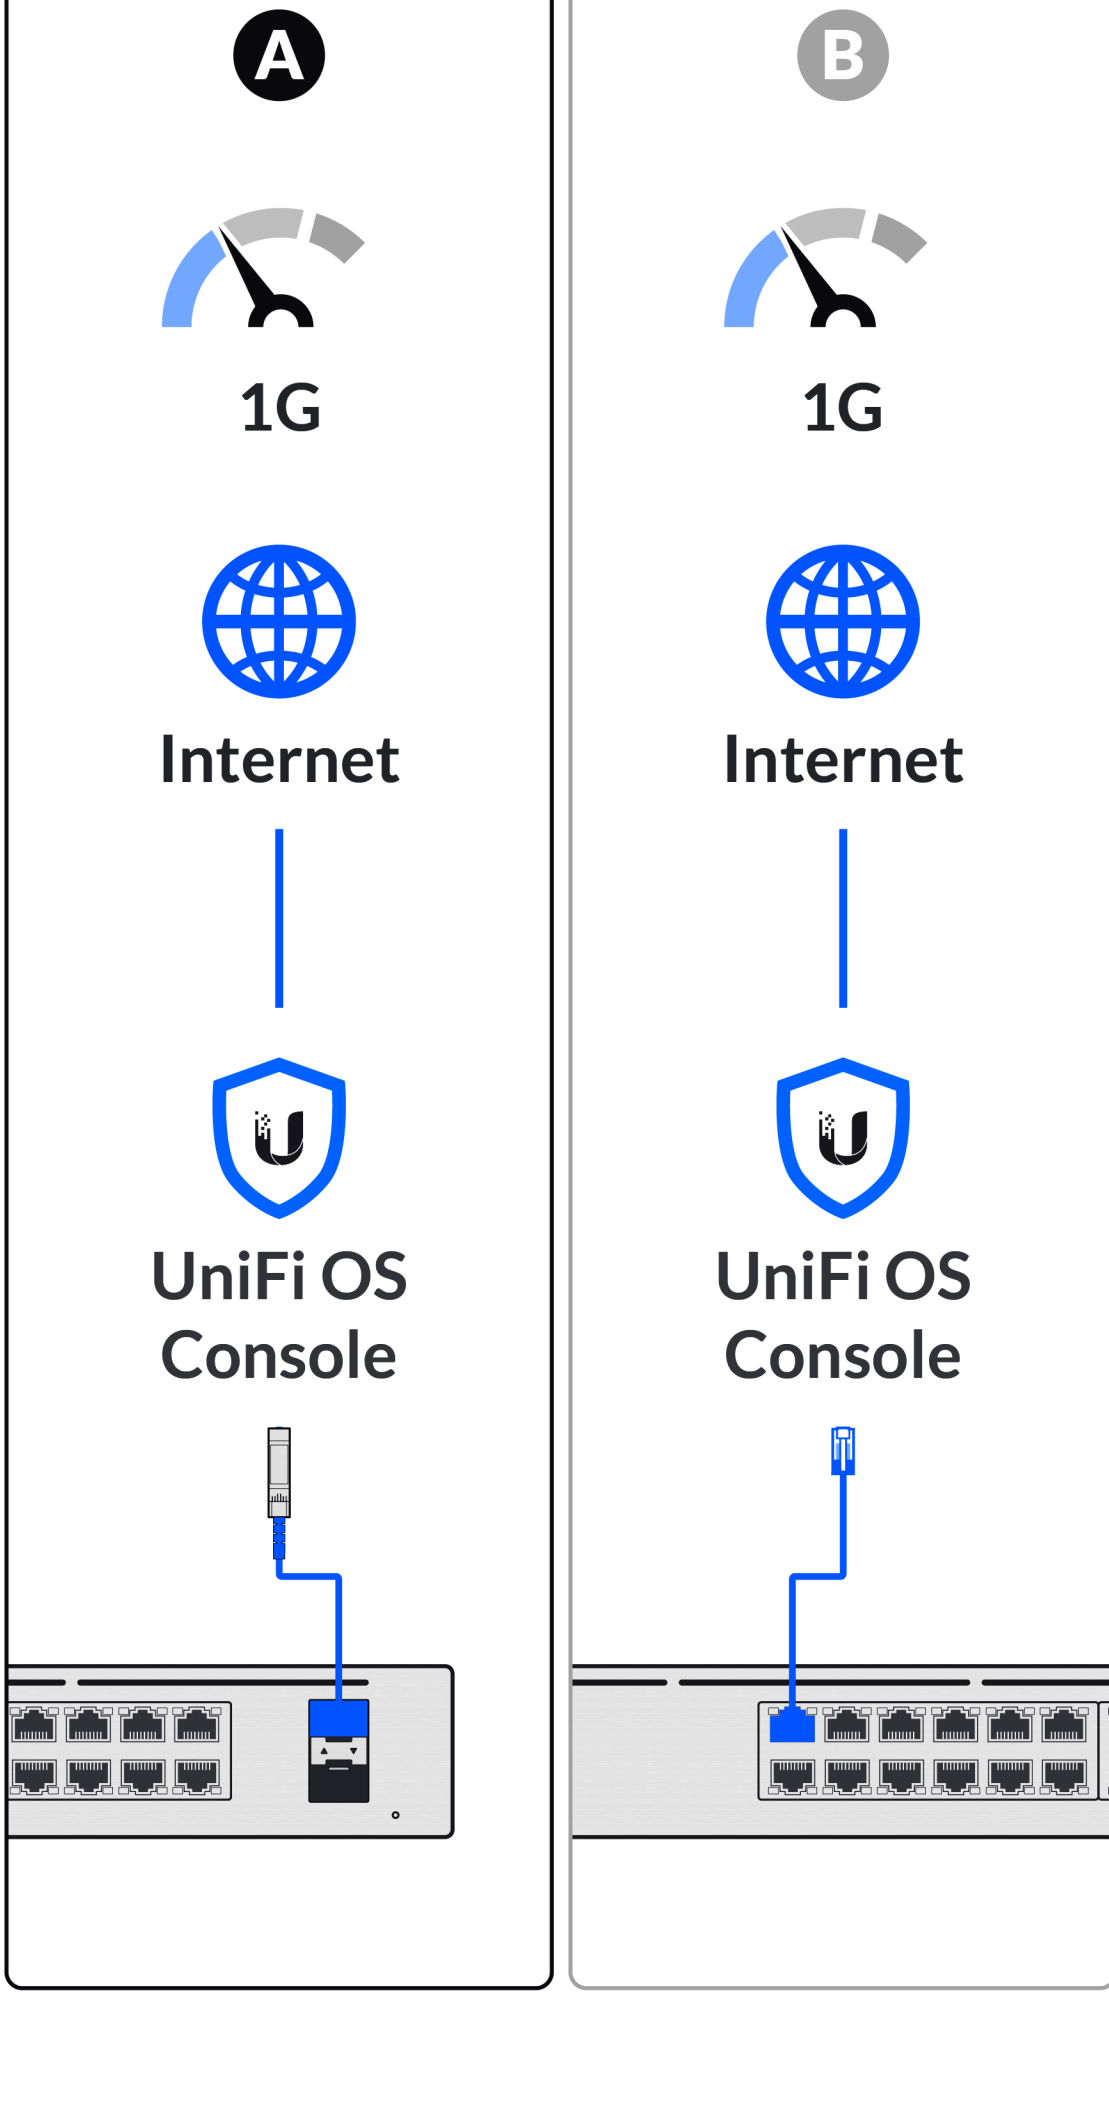 A
1G
Internet
UniFi OS
Console
B
1G
Internet
UniFi OS
Console